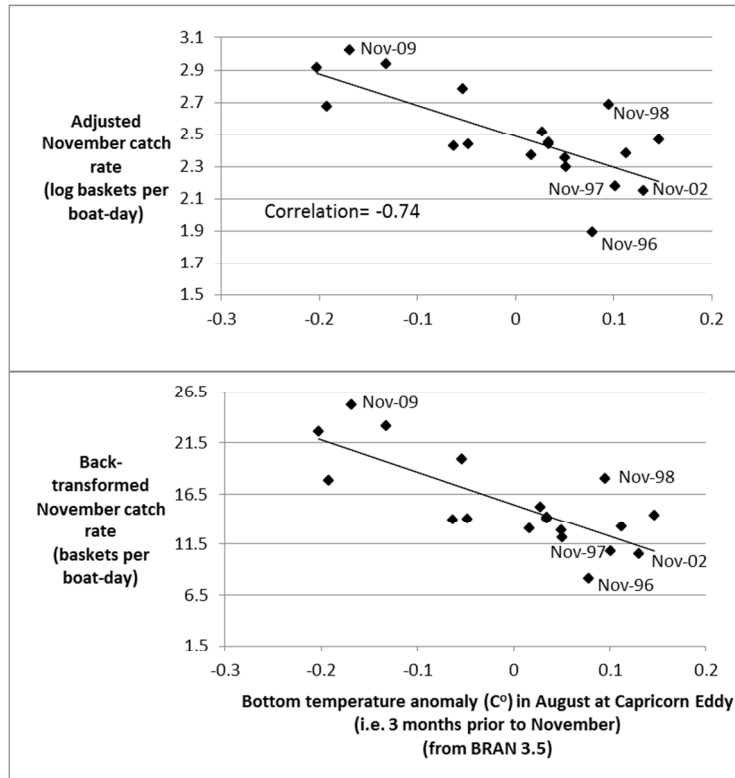 3.1
2.9
2.7
2.5
2.3
2.1
1.9
1.7
1.5
Adjusted
November catch
rate
(log baskets per
boat-day)
Nov-09
Nov-98
Nov-97
Nov-02
Nov-96
Correlation= -0.74
-0.3
-0.2
-0.1
0
0.1
0.2
26.5
21.5
16.5
11.5
6.5
1.5
Back-
transformed
November catch
rate
(baskets per
boat-day)
Nov-09
Nov-98
Nov-97
Nov-02
Nov-96
-0.3
-0.2
-0.1
0
0.1
0.2
Bottom temperature anomaly (C°) in August at Capricorn Eddy
(i.e. 3 months prior to November)
(from BRAN 3.5)